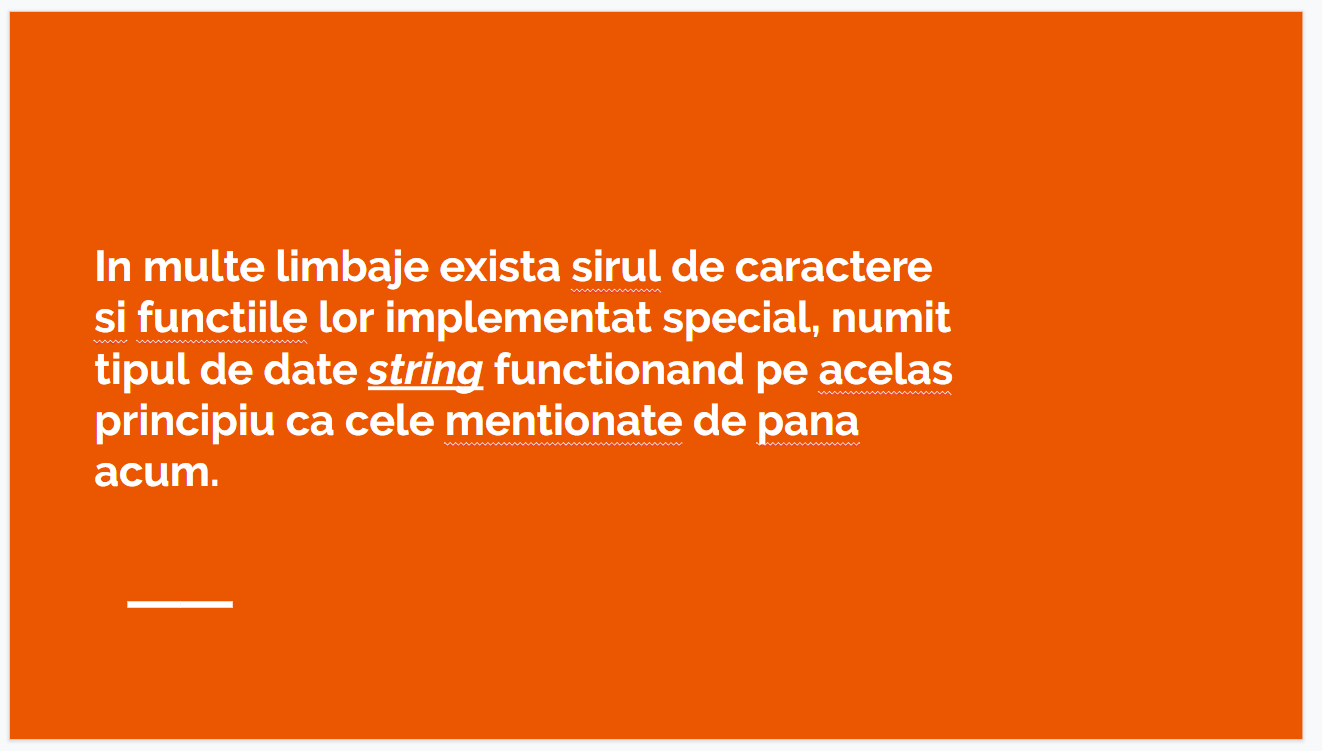 In multe limbaje exista sirul de caractere
si functiile lor implementat special, numit
tipul de date string functionand pe acelas
principiu ca cele mentionate de pana
acum.